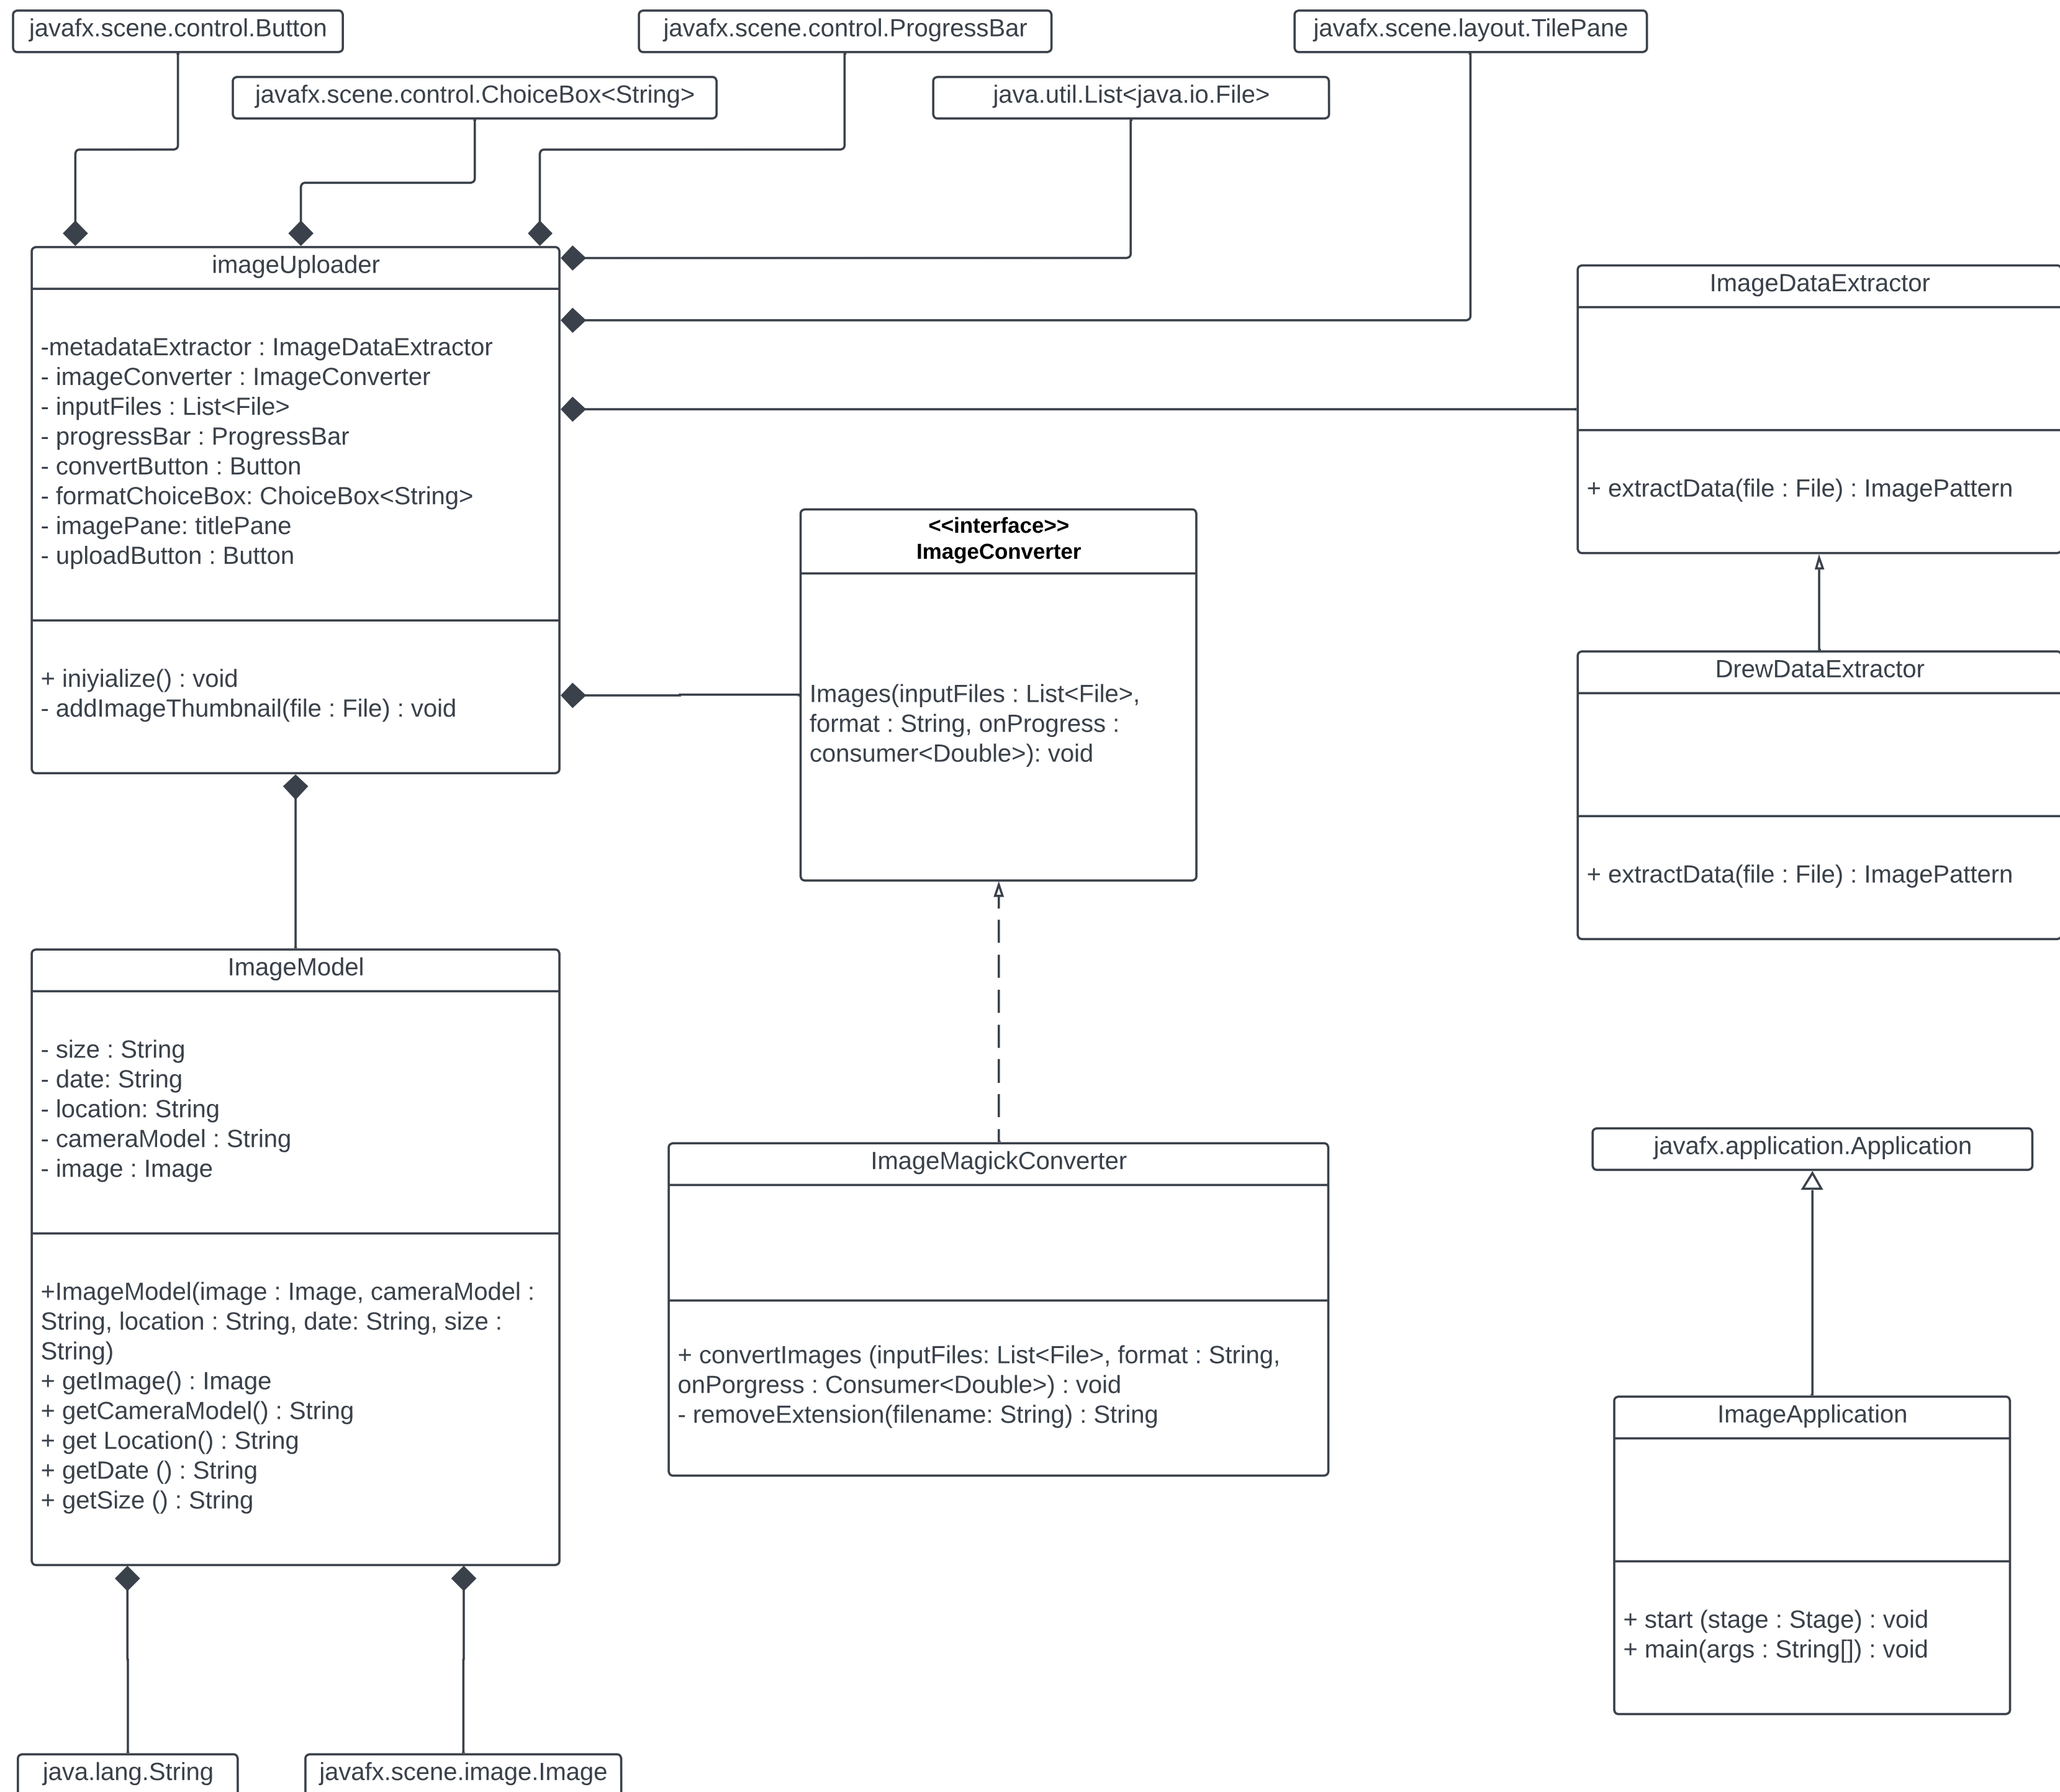 javafx.scene.control.Button
javafx.scene.control.ProgressBar
javafx.scene.layout.TilePane
javafx.scene.control.ChoiceBox<String>
java.util.List<java.io.File>
imageUploader
-metadataExtractor : ImageDataExtractor
- imageConverter : ImageConverter
- inputFiles : List<File>
- progressBar : ProgressBar
- convertButton : Button
- formatChoiceBox: ChoiceBox<String>
- imagePane: titlePane
- uploadButton : Button
+ iniyialize() : void
- addImageThumbnail(file : File) : void
ImageDataExtractor
+ extractData(file : File) : ImagePattern
<<interface>>
ImageConverter
Images(inputFiles : List<File>,
format : String, onProgress :
consumer<Double>): void
DrewDataExtractor
+ extractData(file : File) : ImagePattern
ImageModel
- size : String
- date: String
- location: String
- cameraModel : String
- image : Image
+ImageModel(image : Image, cameraModel :
String, location : String, date: String, size :
String)
+ getImage() : Image
+ getCameraModel() : String
+ get Location() : String
+ getDate () : String
+ getSize () : String
ImageMagickConverter
+ convertImages (inputFiles: List<File>, format : String,
onPorgress : Consumer<Double>) : void
- removeExtension(filename: String) : String
javafx.application.Application
ImageApplication
+ start (stage : Stage) : void
+ main(args : String[]) : void
java.lang.String
javafx.scene.image.Image